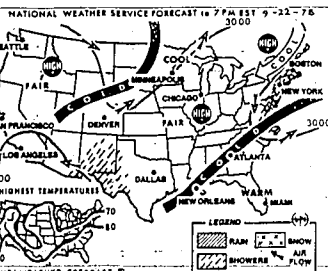 NATIONAL WEATHER SERVICE FORECAST to 7 PM EST 9-22-78
3000
SEATTLE
HIGH
FAIR
COOL
HIGH
COLD
BOSTON
MINNEAPOLIS
NEW YORK
COLD
CHICAGO
HIGH
SAN FRANCISCO
DENVER
FAIR
3000
LOS ANGELES
COLD
ATLANTA
DALLAS
HIGHEST TEMPERATURES
WARM
NEW ORLEANS
MIAMI
70
80
LEGEND
RAIN
SNOW
SHOWERS
AIR FLOW